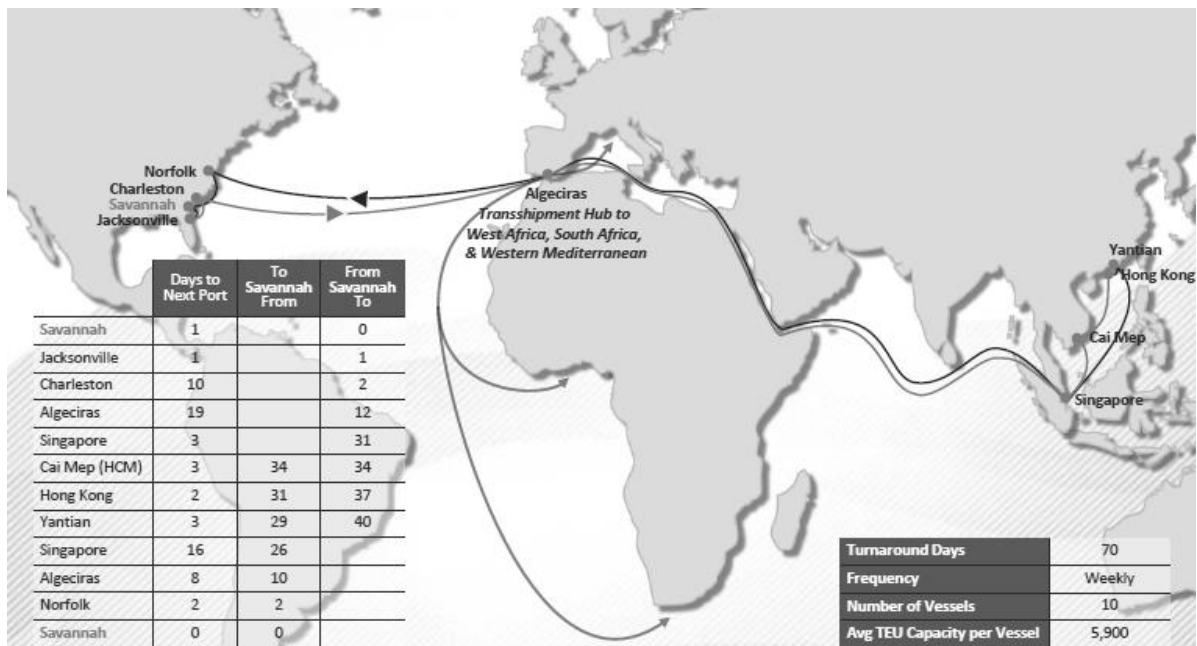 Norfolk
Charleston
Savannah
Jacksonville
Algeciras
Transshipment Hub to
West Africa, South Africa,
& Western Mediterranean
Yantian
Hong Kong
Cai Mep
Singapore
Days to Next Port To Savannah From From Savannah To
Savannah 1 0
Jacksonville 1 1
Charleston 10 2
Algeciras 19 12
Singapore 3 31
Cai Mep (HCM) 3 34 34
Hong Kong 2 31 37
Yantian 3 29 40
Singapore 16 26
Algeciras 8 10
Norfolk 2 2
Savannah 0 0
Turnaround Days 70
Frequency Weekly
Number of Vessels 10
Avg TEU Capacity per Vessel 5,900